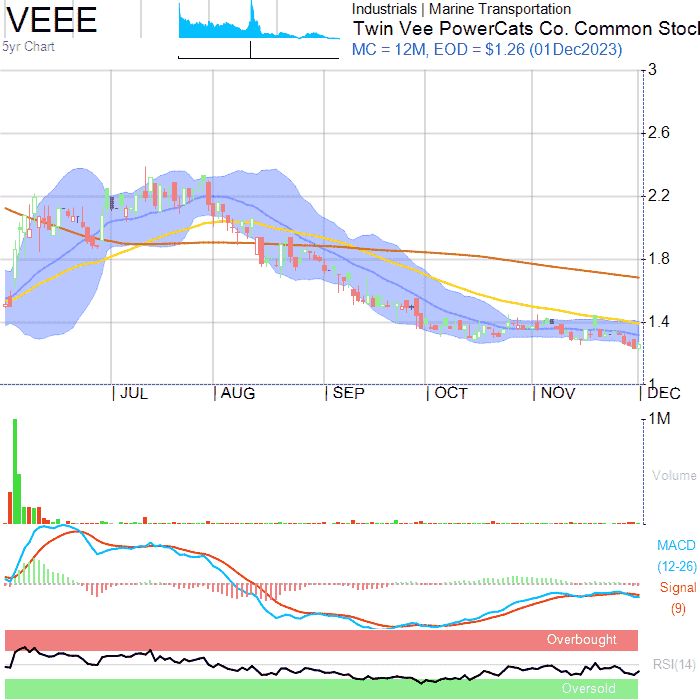 VEEE
5yr Chart
Industrials | Marine Transportation
Twin Vee PowerCats Co. Common Stoc
MC = 12M, EOD = $1.26 (01Dec2023)
3
2.6
2.2
1.8
1.4
1
JUL AUG SEP OCT NOV DEC
1M
Volume
MACD
(12-26)
Signal
(9)
Overbought
RSI(14)
Oversold